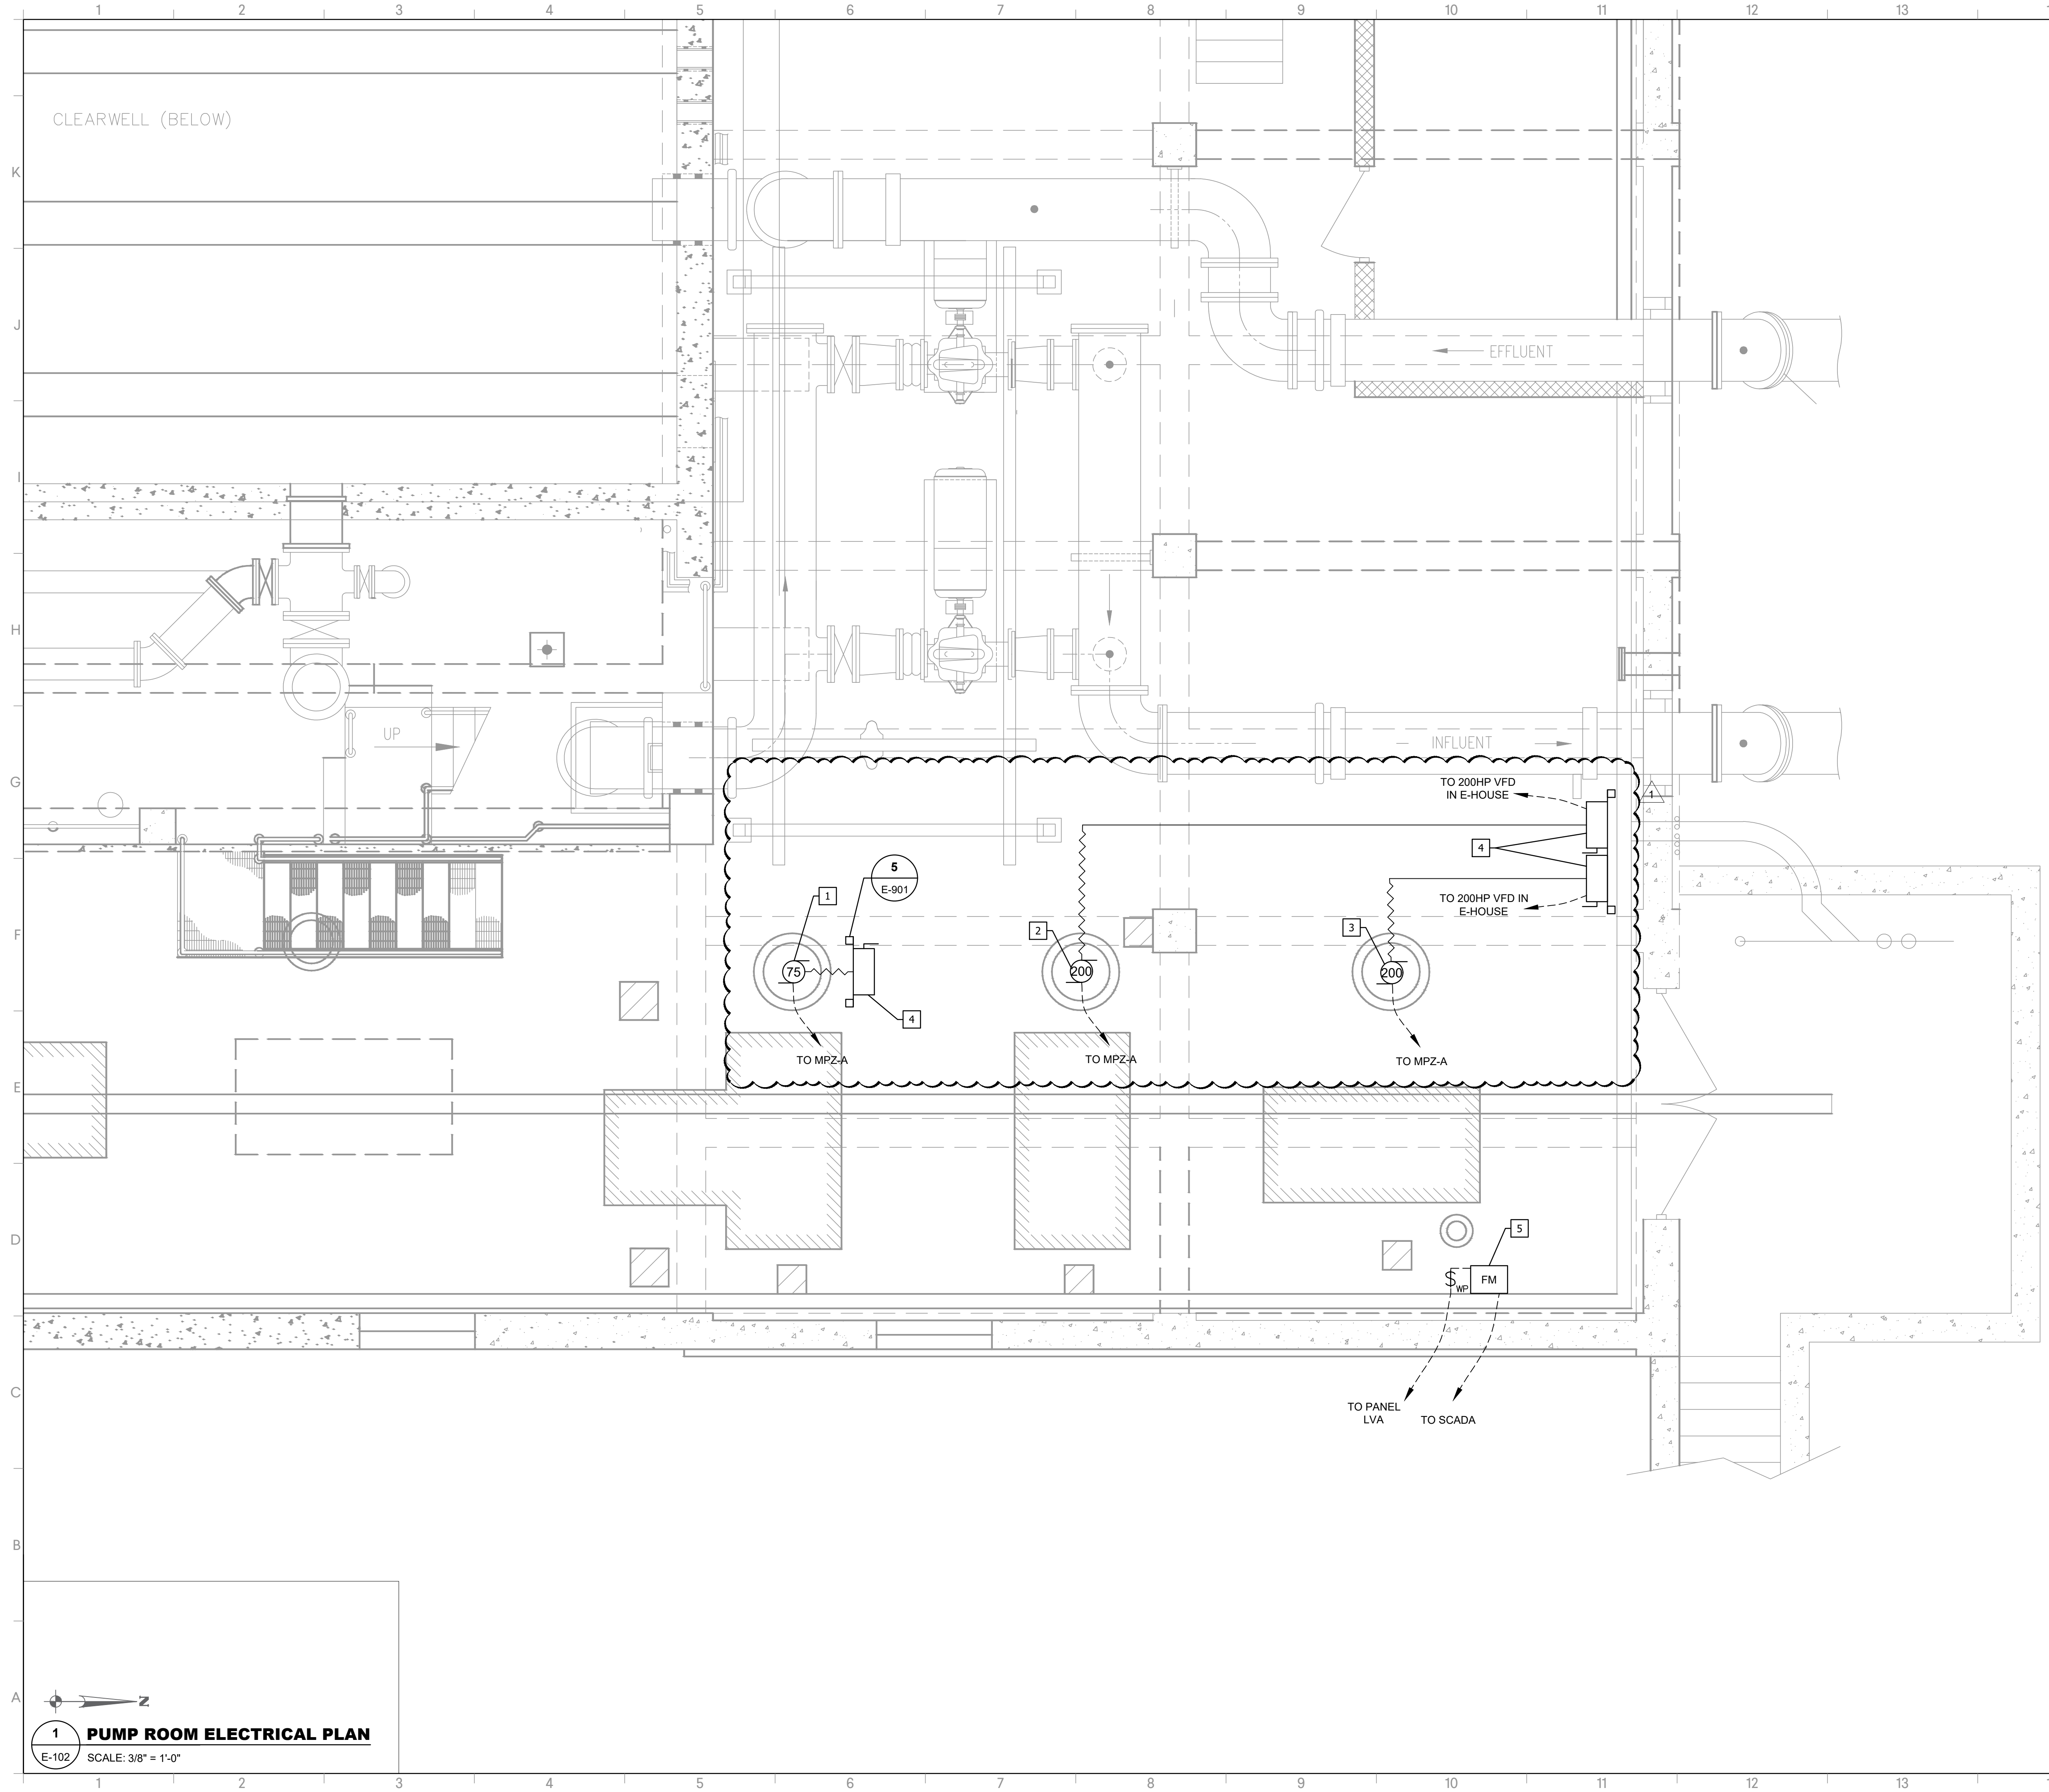 1 2 3 4 5 6 7 8 9 10 11 12 13
CLEARWELL (BELOW)
K
J
EFFLUENT
I
H
UP
INFLUENT
G
TO 200HP VFD
IN E-HOUSE
1
4
5
E-901
1
TO 200HP VFD IN
E-HOUSE
F
2
3
75
200
200
4
TO MPZ-A
TO MPZ-A
TO MPZ-A
E
D
5
S WP
FM
C
TO PANEL
LVA
TO SCADA
B
A
N
1
E-102
PUMP ROOM ELECTRICAL PLAN
SCALE: 3/8" = 1'-0"
1 2 3 4 5 6 7 8 9 10 11 12 13